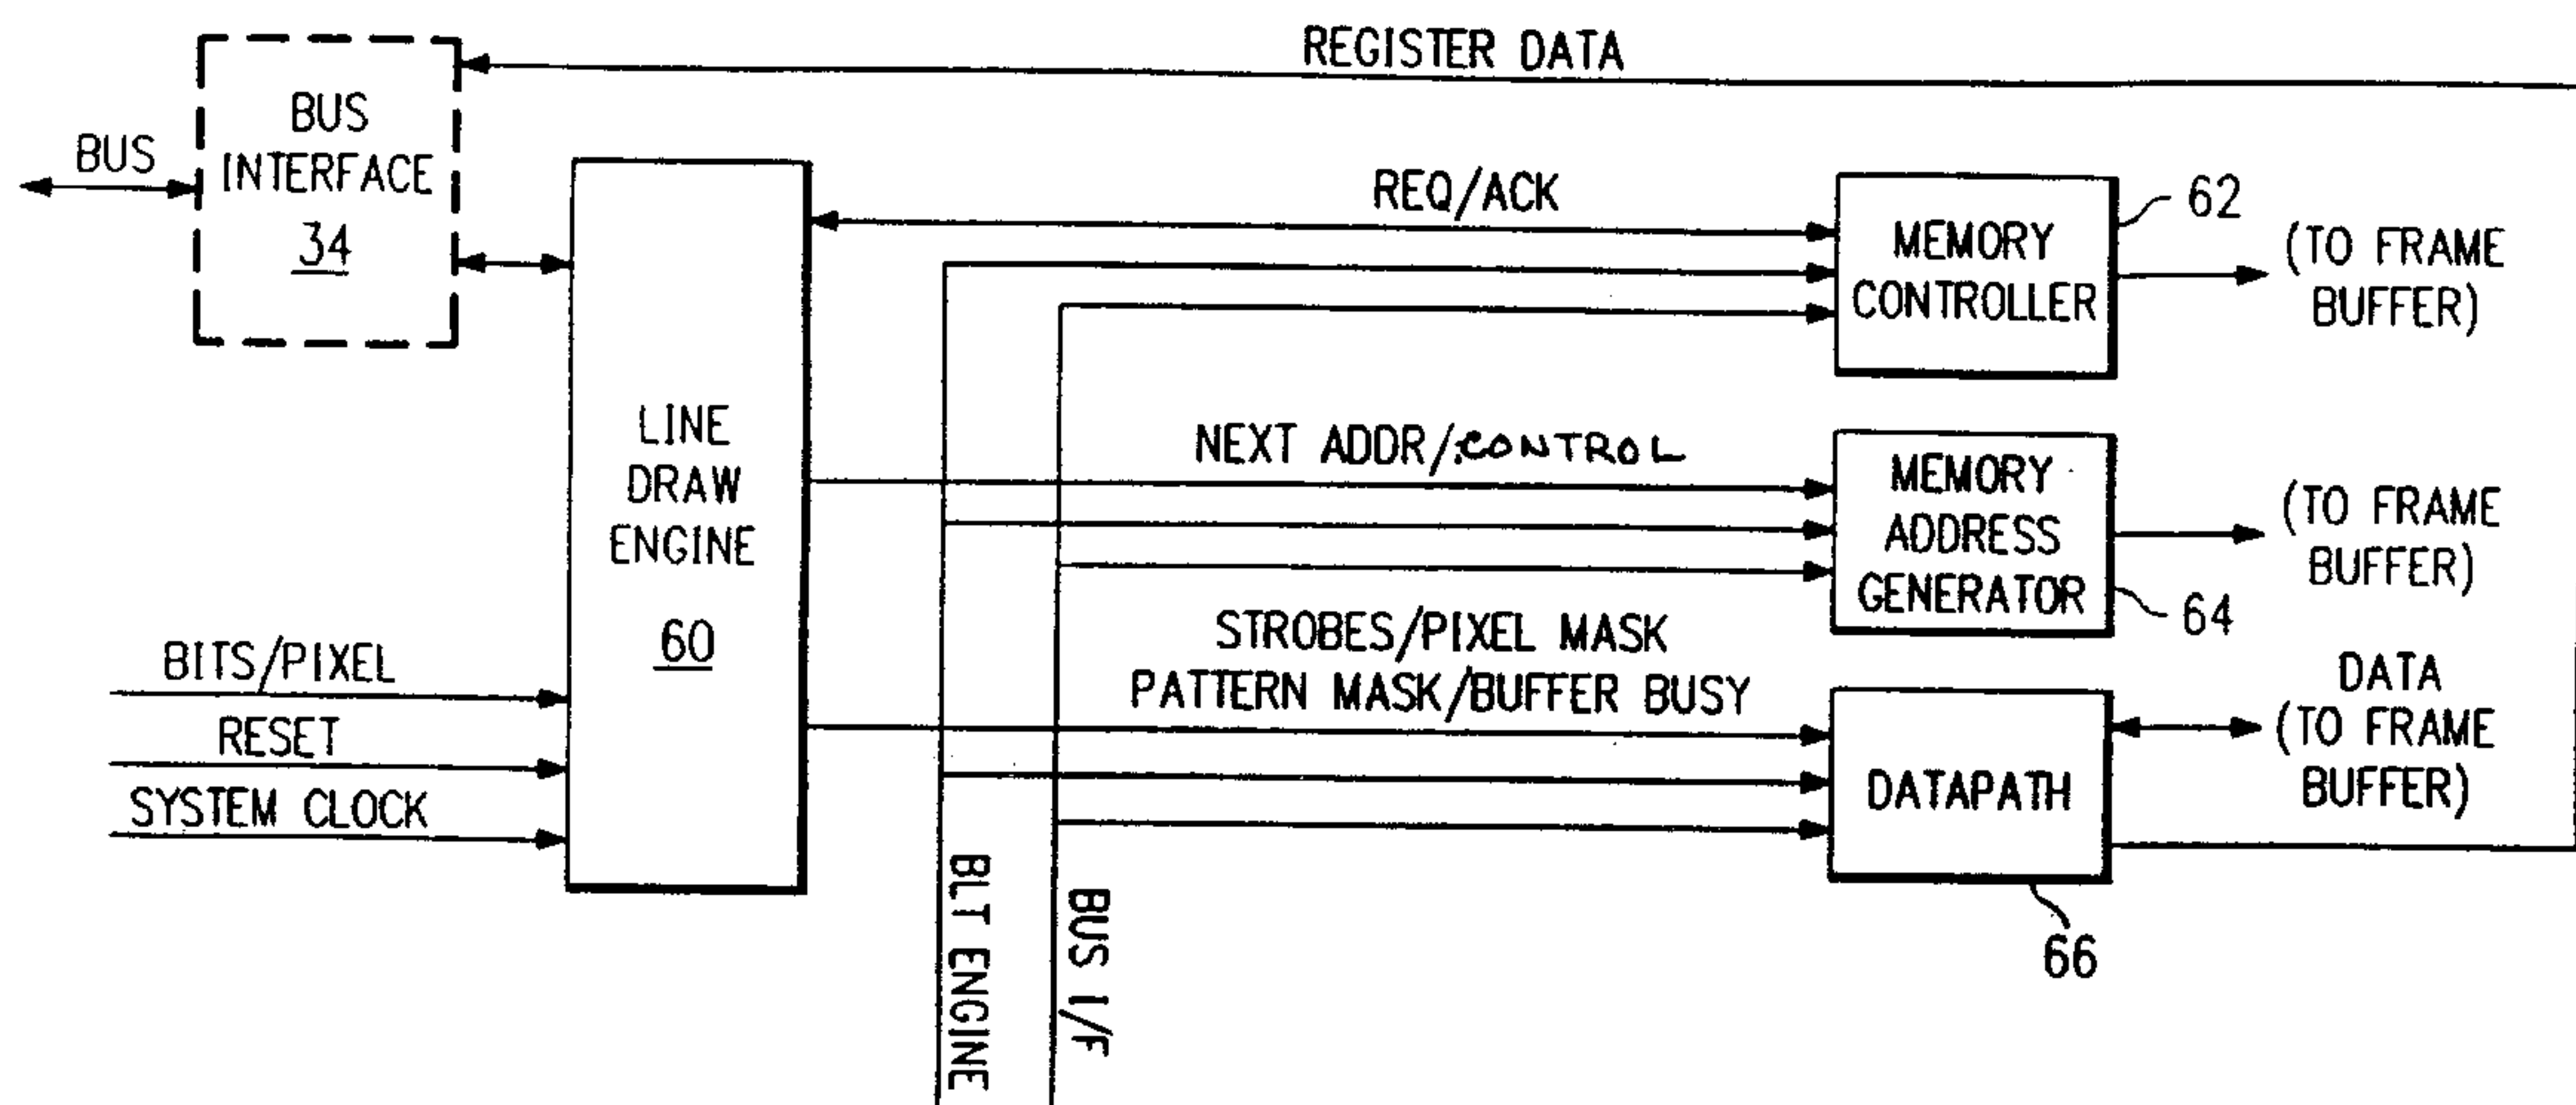 REGISTER DATA
BUS
BUS
INTERFACE
34
REQ/ACK
MEMORY
CONTROLLER
62
(TO FRAME
BUFFER)
LINE
DRAW
ENGINE
60
NEXT ADDR/CONTROL
MEMORY
ADDRESS
GENERATOR
64
(TO FRAME
BUFFER)
BITS/PIXEL
RESET
SYSTEM CLOCK
STROBES/PIXEL MASK
PATTERN MASK/BUFFER BUSY
DATAPATH
66
DATA
(TO FRAME
BUFFER)
BLT ENGINE
BUS I/F